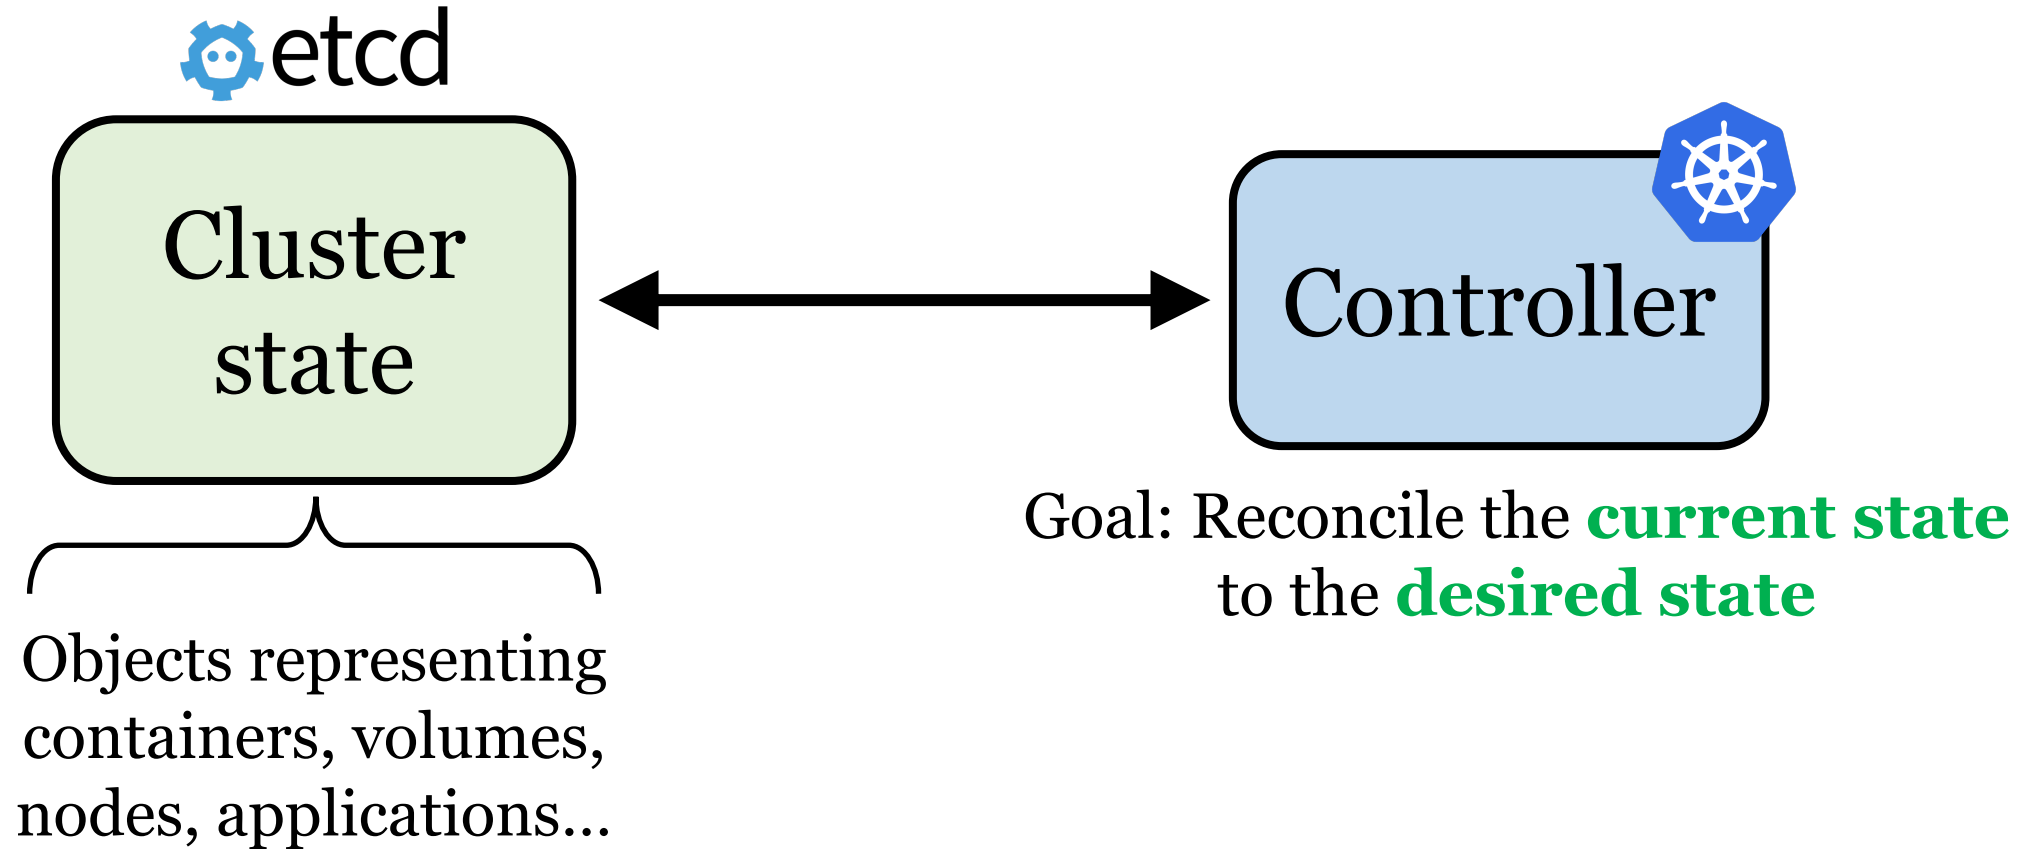 etcd
Cluster
state
Controller
Goal: Reconcile the current state
to the desired state
Objects representing
containers, volumes,
nodes, applications...